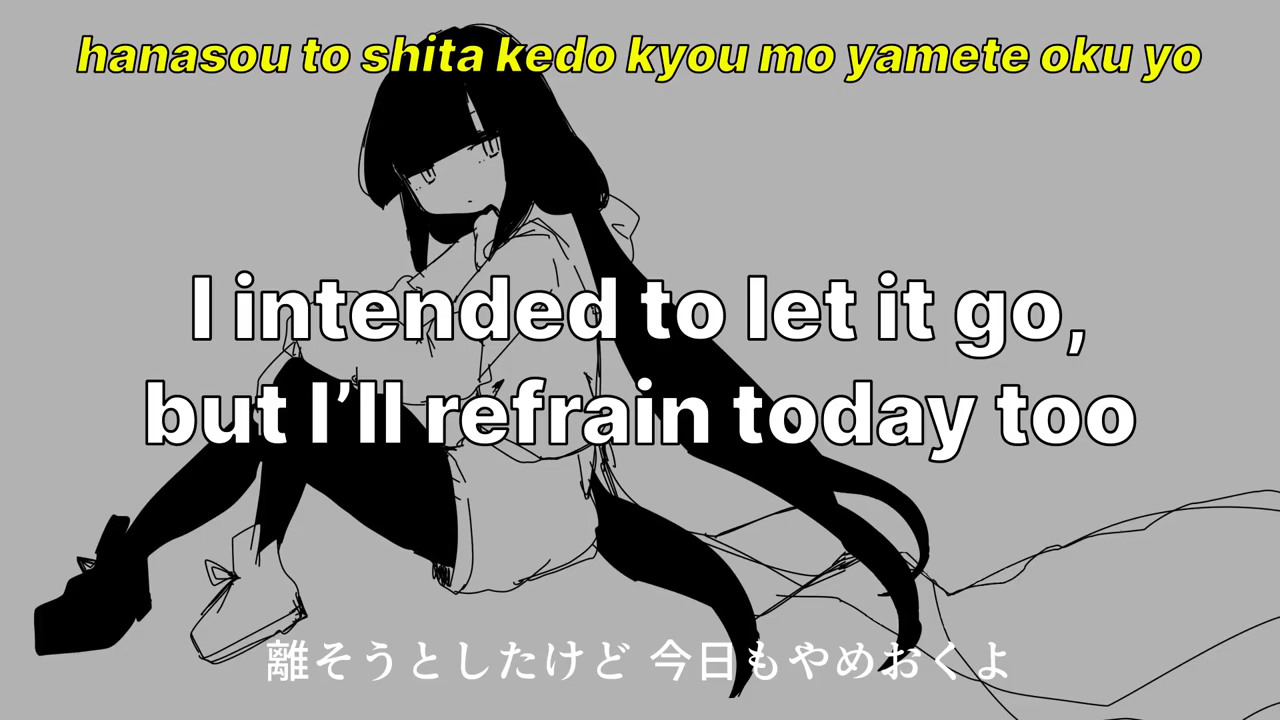 hanasou to shita kedo kyou mo yamete oku yo
I intended to let it go,
but I’ll refrain today too
離そうとしたけど 今日もやめおくよ